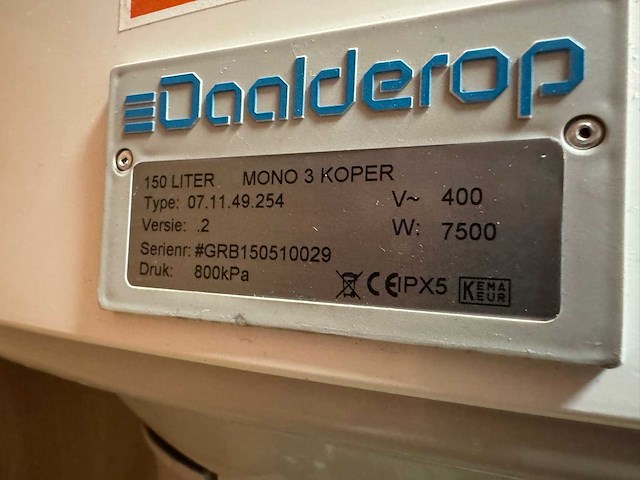 Daalderop
150 LITER MONO 3 KOPER
Type: 07.11.49.254 V~ 400
Versie: .2 W: 7500
Serienr: #GRB150510029
Druk: 800kPa
CE IPX5 KEMA
EUR